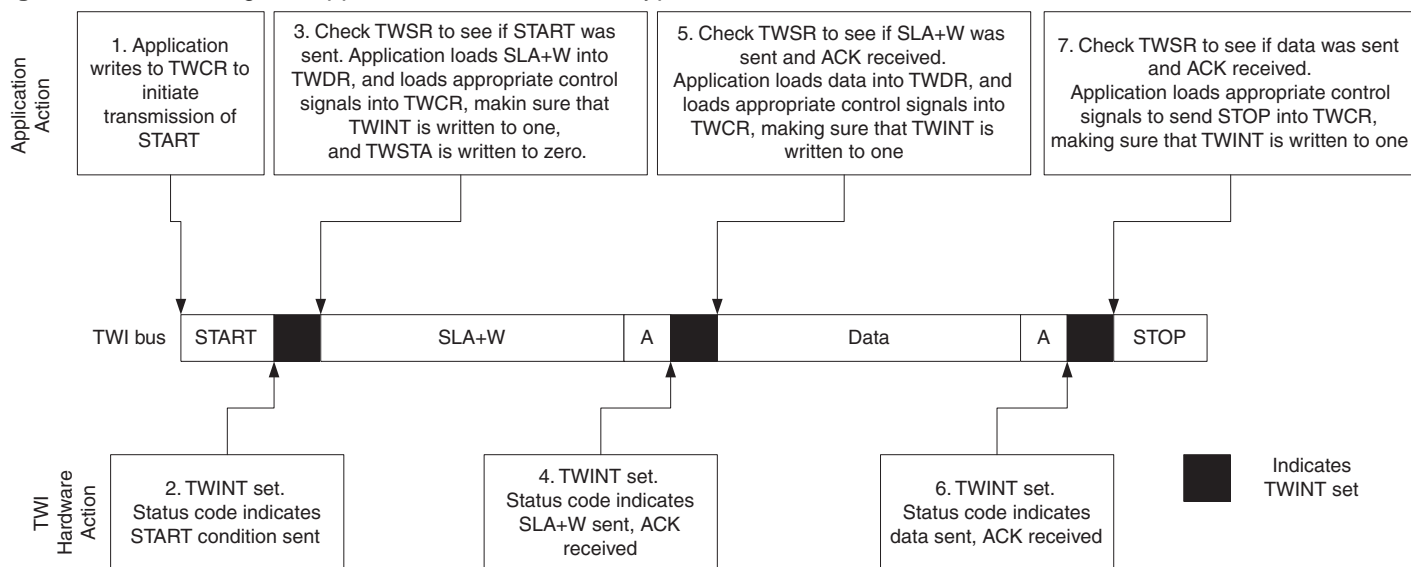 Application
Action
1. Application
writes to TWCR to
initiate
transmission of
START
3. Check TWSR to see if START was
sent. Application loads SLA+W into
TWDR, and loads appropriate control
signals into TWCR, makin sure that
TWINT is written to one,
and TWSTA is written to zero.
5. Check TWSR to see if SLA+W was
sent and ACK received.
Application loads data into TWDR, and
loads appropriate control signals into
TWCR, making sure that TWINT is
written to one
7. Check TWSR to see if data was sent
and ACK received.
Application loads appropriate control
signals to send STOP into TWCR,
making sure that TWINT is written to one
TWI bus
START
SLA+W
A
Data
A
STOP
TWI
Hardware
Action
2. TWINT set.
Status code indicates
START condition sent
4. TWINT set.
Status code indicates
SLA+W sent, ACK
received
6. TWINT set.
Status code indicates
data sent, ACK received
Indicates
TWINT set